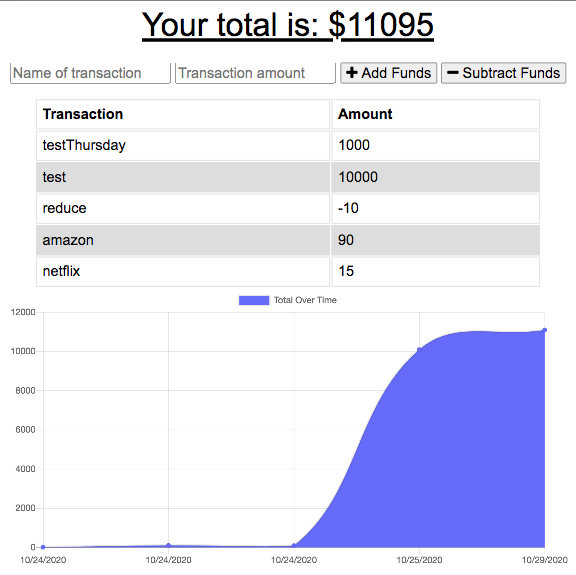 Your total is: $11095
Name of transaction Transaction amount + Add Funds − Subtract Funds
Transaction Amount
testThursday 1000
test 10000
reduce -10
amazon 90
netflix 15
Total Over Time
12000
10000
8000
6000
4000
2000
0
10/24/2020 10/24/2020 10/24/2020 10/25/2020 10/29/2020